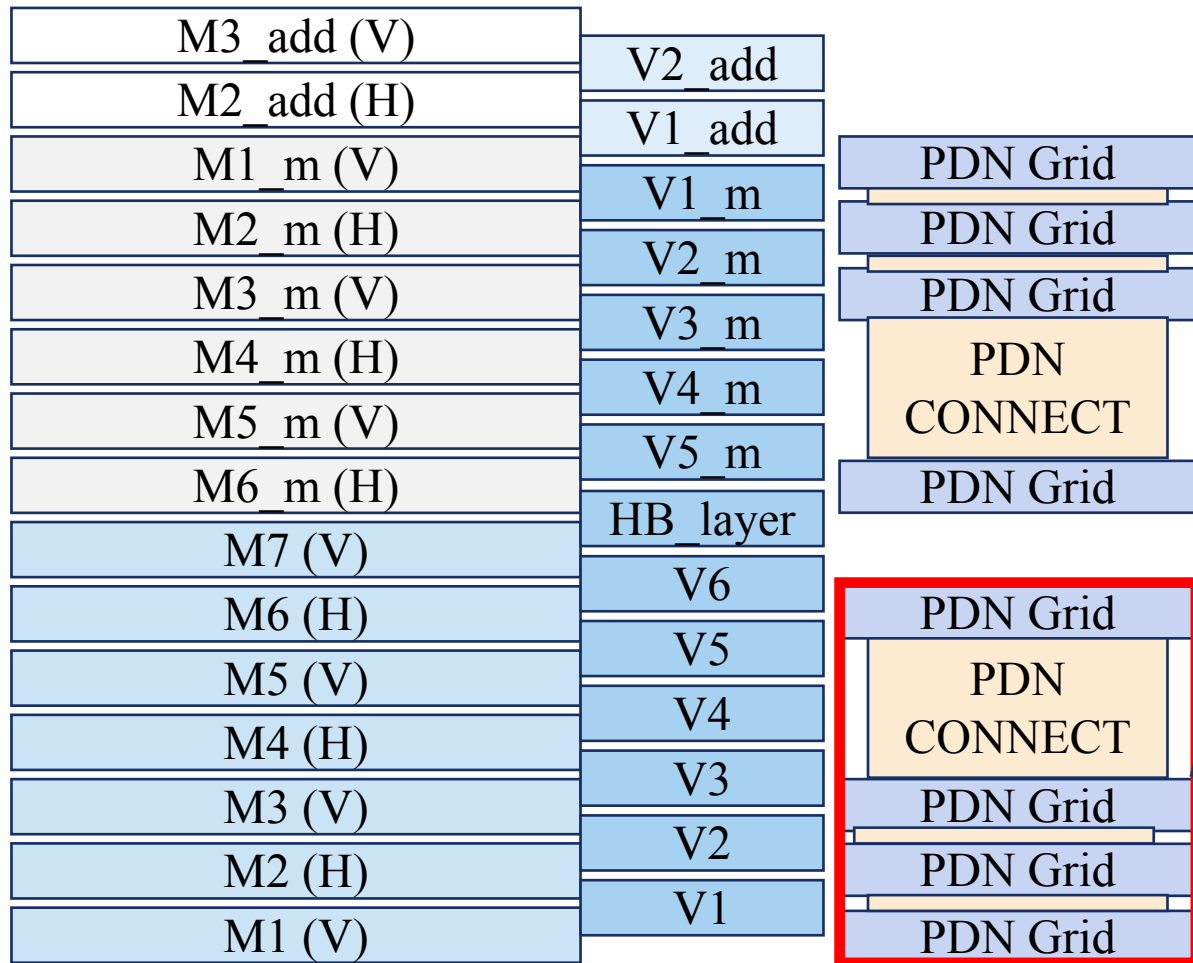 M3_add (V)
M2_add (H)
M1_m (V)
M2_m (H)
M3_m (V)
M4_m (H)
M5_m (V)
M6_m (H)
M7 (V)
M6 (H)
M5 (V)
M4 (H)
M3 (V)
M2 (H)
M1 (V)
V2_add
V1_add
V1_m
V2_m
V3_m
V4_m
V5_m
HB_layer
V6
V5
V4
V3
V2
V1
PDN Grid
PDN Grid
PDN Grid
PDN
CONNECT
PDN Grid
PDN Grid
PDN
CONNECT
PDN Grid
PDN Grid
PDN Grid